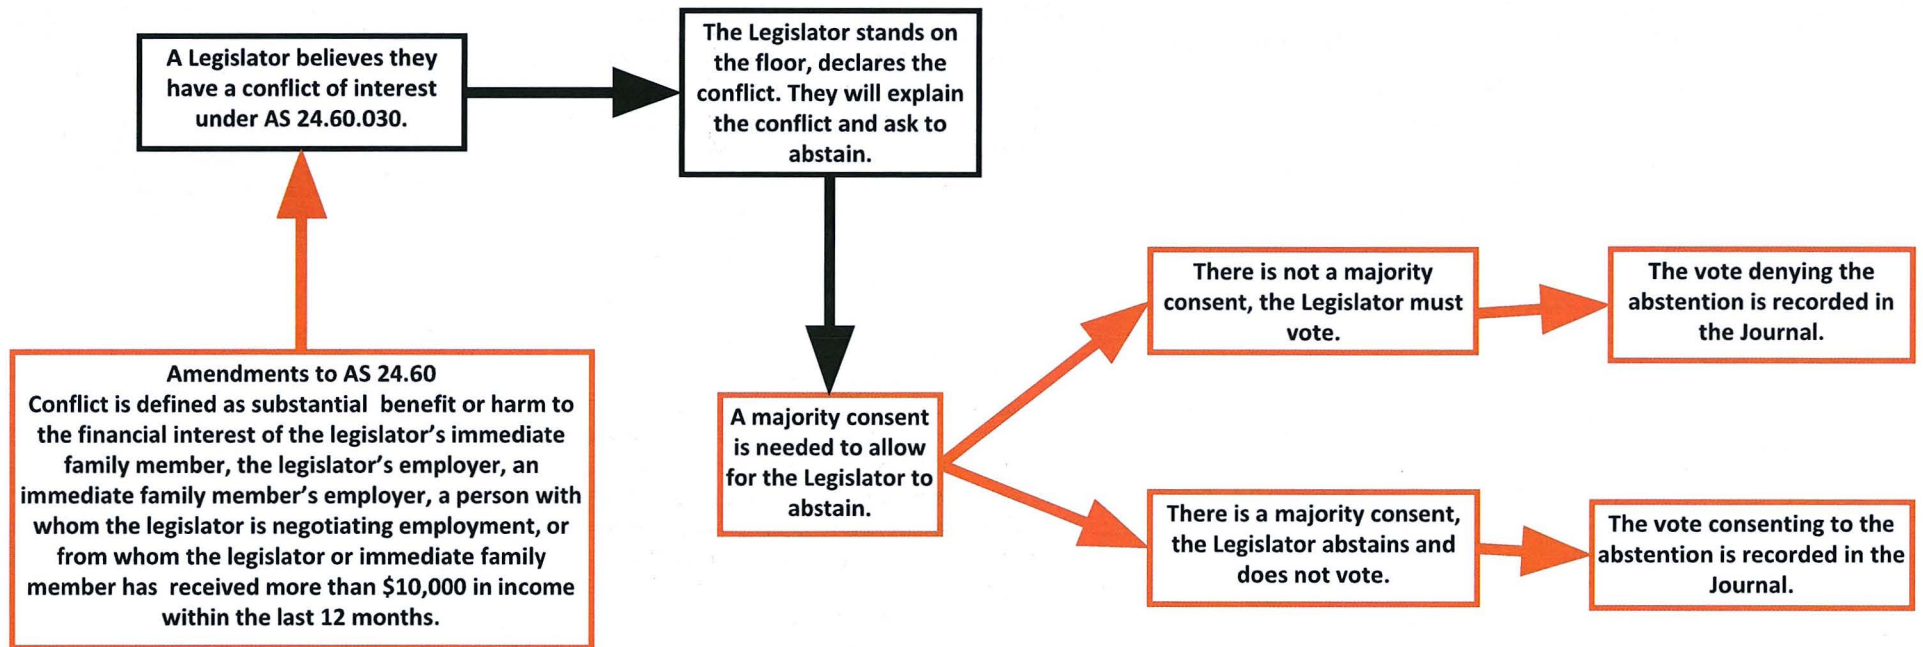 A Legislator believes they
have a conflict of interest
under AS 24.60.030.
The Legislator stands on
the floor, declares the
conflict. They will explain
the conflict and ask to
abstain.
Amendments to AS 24.60
Conflict is defined as substantial benefit or harm to
the financial interest of the legislator's immediate
family member, the legislator's employer, an
immediate family member's employer, a person with
whom the legislator is negotiating employment, or
from whom the legislator or immediate family
member has received more than $10,000 in income
within the last 12 months.
A majority consent
is needed to allow
for the Legislator to
abstain.
There is not a majority
consent, the Legislator must
vote.
The vote denying the
abstention is recorded in
the Journal.
There is a majority consent,
the Legislator abstains and
does not vote.
The vote consenting to the
abstention is recorded in the
Journal.